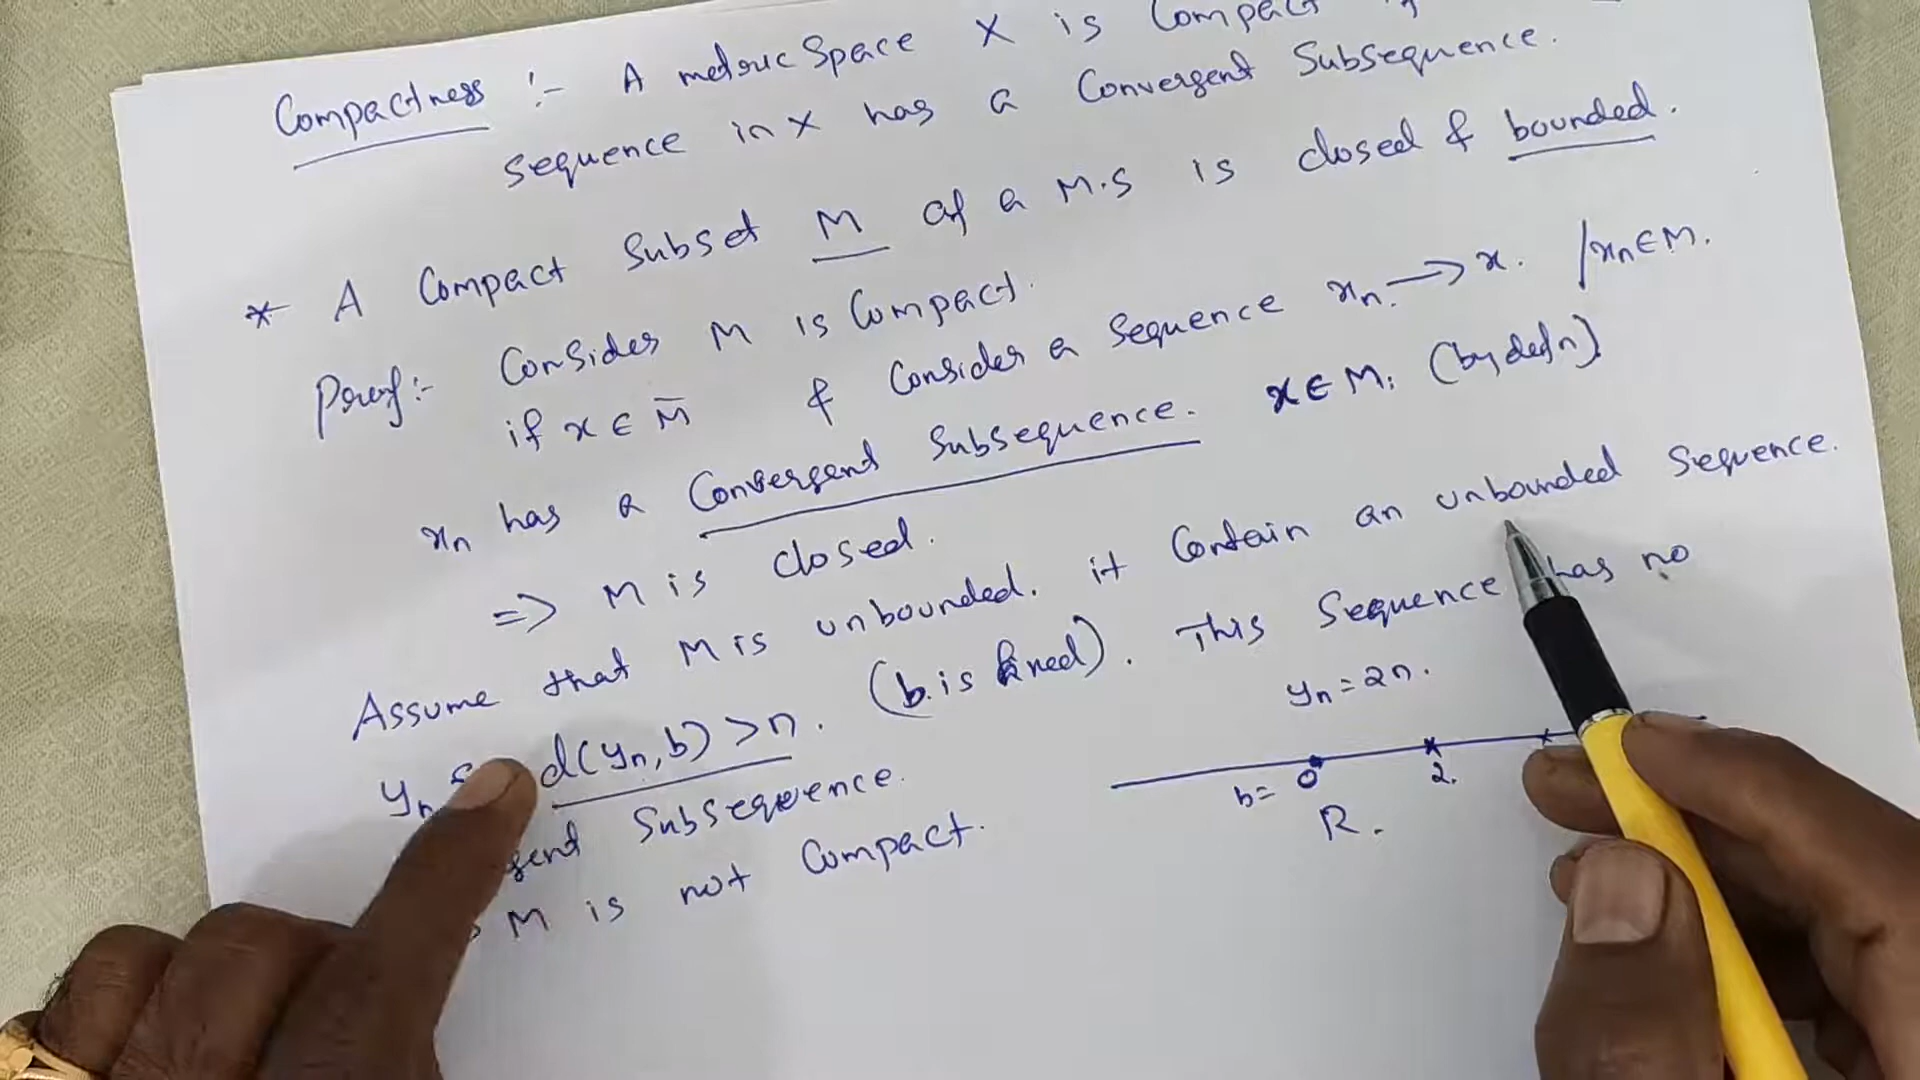 Compactness :- A metric Space X is Compact
Sequence in X has a Convergent Subsequence.
* A Compact Subset M of a M.S is closed & bounded.
Proof:- Consider M is Compact.
if x ∈ M̄ & Consider a Sequence xₙ → x. / xₙ ∈ M.
xₙ has a Convergent Subsequence. x ∈ M. (by defn).
=> M is closed.
Assume that M is unbounded. it Contain an unbounded Sequence.
yₙ d(yₙ, b) > n. (b is fixed). This Sequence has no
gent Subsequence.
M is not Compact.
yₙ = 2n.
b = 0 2.
R.